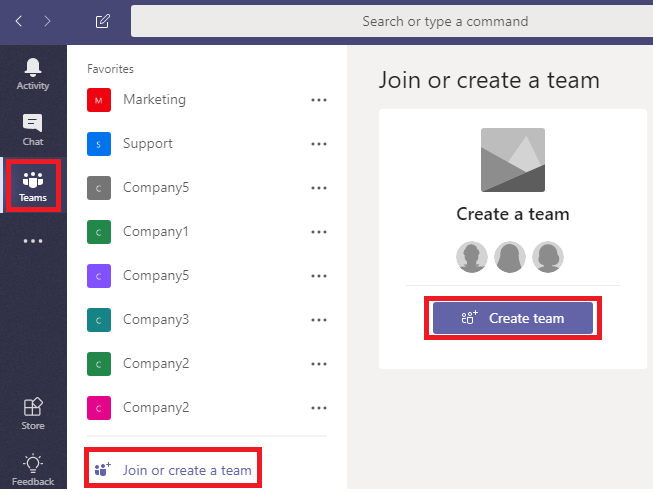 Search or type a command
Activity
Chat
Teams
Store
Feedback
Favorites
M Marketing
S Support
C Company5
C Company1
C Company5
C Company3
C Company2
C Company2
Join or create a team
Join or create a team
Create a team
Create team